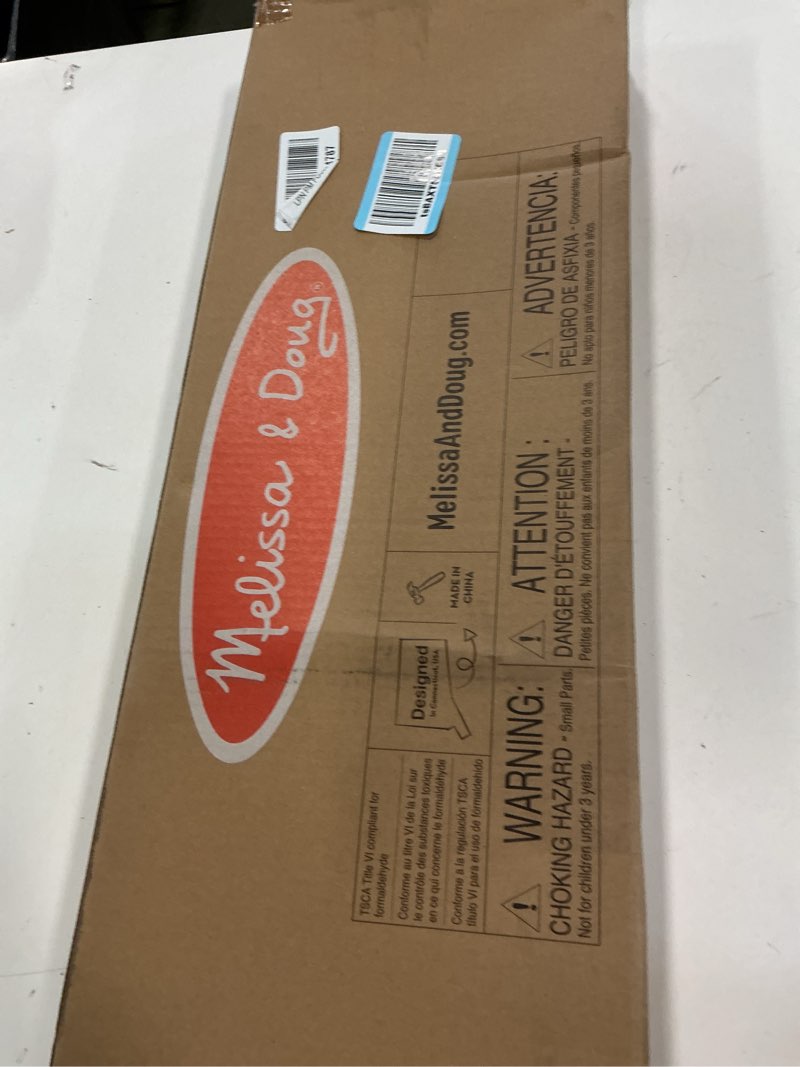 1787
Melissa & Doug®
TSCA Title VI compliant for
formaldehyde
Conforme au titre VI de la Loi sur
le contrôle des substances toxiques
en ce qui concerne le formaldéhyde
Conforme a la regulación TSCA
título VI para el uso de formaldehído
Designed
in Connecticut, USA
MADE IN
CHINA
MelissaAndDoug.com
WARNING:
CHOKING HAZARD - Small Parts.
Not for children under 3 years.
ATTENTION :
DANGER D'ÉTOUFFEMENT -
Petites pièces. Ne convient pas aux enfants de moins de 3 ans.
ADVERTENCIA:
PELIGRO DE ASFIXIA - Componentes pequeños.
No apto para niños menores de 3 años.